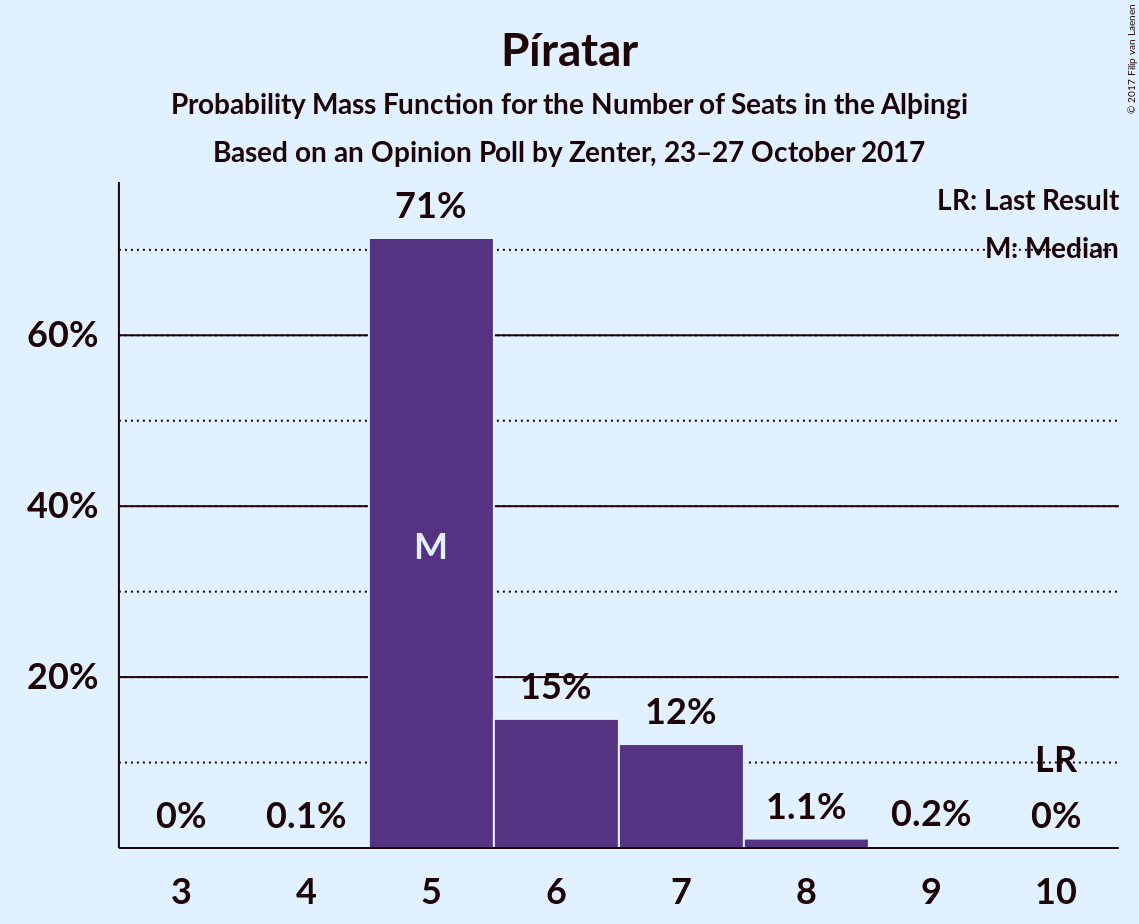 Píratar
Probability Mass Function for the Number of Seats in the Alþingi
Based on an Opinion Poll by Zenter, 23–27 October 2017
© 2017 Filip van Laenen
LR: Last Result
M: Median
71%
60%
40%
M
20%
15%
12%
LR
0%
0.1%
1.1%
0.2%
0%
3 4 5 6 7 8 9 10